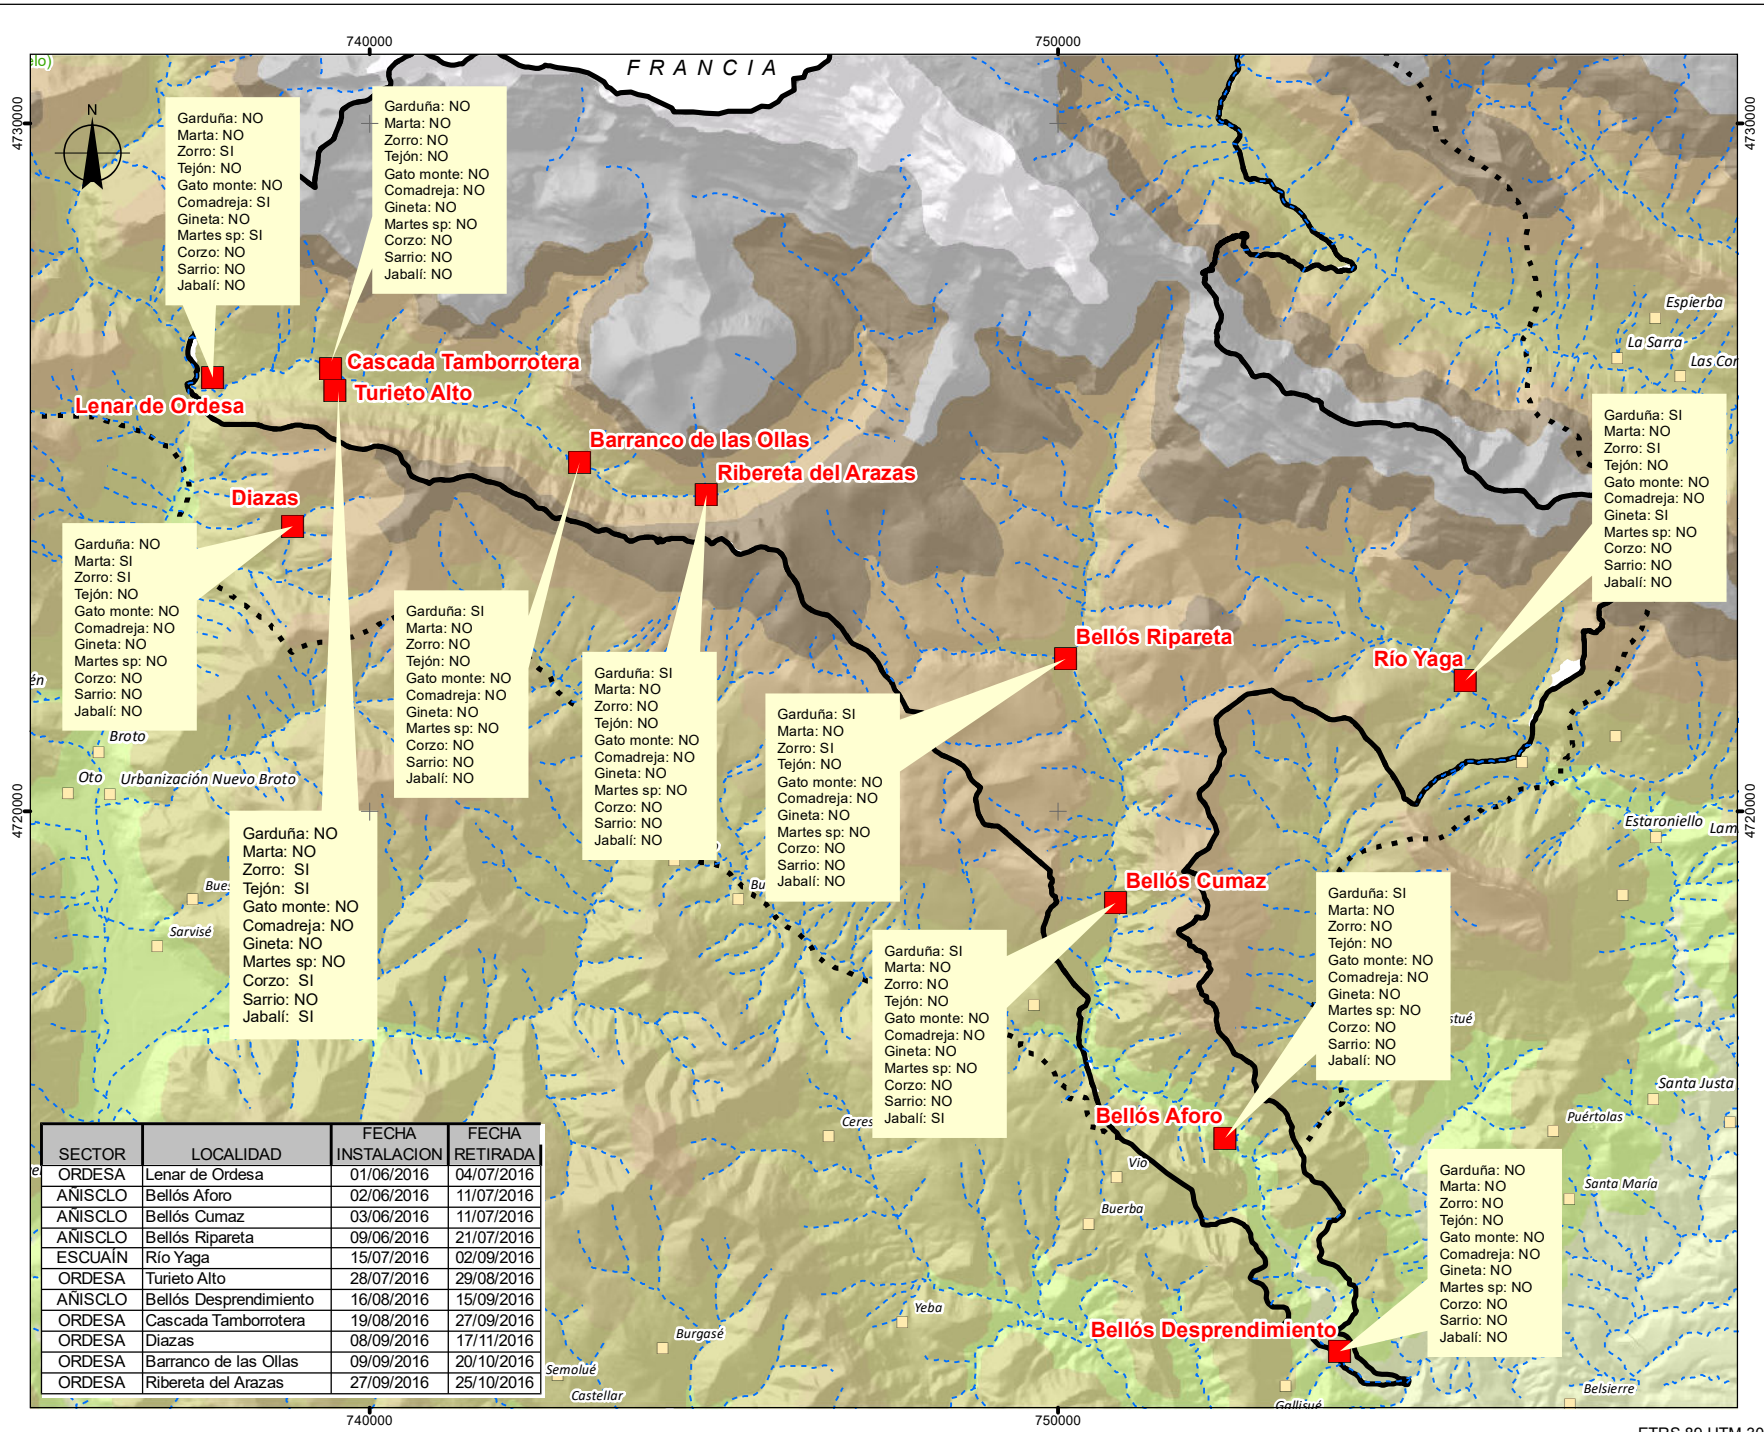 740000
750000
4730000
4730000
elo)
FRANCIA
N
Garduña: NO
Marta: NO
Zorro: SI
Tejón: NO
Gato monte: NO
Comadreja: SI
Gineta: NO
Martes sp: SI
Corzo: NO
Sarrio: NO
Jabalí: NO
Garduña: NO
Marta: NO
Zorro: NO
Tejón: NO
Gato monte: NO
Comadreja: NO
Gineta: NO
Martes sp: NO
Corzo: NO
Sarrio: NO
Jabalí: NO
Espierba
La Sarra
Las Cor
Cascada Tamborrotera
Turieto Alto
Lenar de Ordesa
Barranco de las Ollas
Ribereta del Arazas
Diazas
Garduña: SI
Marta: NO
Zorro: SI
Tejón: NO
Gato monte: NO
Comadreja: NO
Gineta: SI
Martes sp: NO
Corzo: NO
Sarrio: NO
Jabalí: NO
Garduña: NO
Marta: SI
Zorro: SI
Tejón: NO
Gato monte: NO
Comadreja: NO
Gineta: NO
Martes sp: NO
Corzo: NO
Sarrio: NO
Jabalí: NO
Garduña: SI
Marta: NO
Zorro: NO
Tejón: NO
Gato monte: NO
Comadreja: NO
Gineta: NO
Martes sp: NO
Corzo: NO
Sarrio: NO
Jabalí: NO
Garduña: SI
Marta: NO
Zorro: NO
Tejón: NO
Gato monte: NO
Comadreja: NO
Gineta: NO
Martes sp: NO
Corzo: NO
Sarrio: NO
Jabalí: NO
Bellós Ripareta
Río Yaga
Garduña: SI
Marta: NO
Zorro: SI
Tejón: NO
Gato monte: NO
Comadreja: NO
Gineta: NO
Martes sp: NO
Corzo: NO
Sarrio: NO
Jabalí: NO
én
Broto
Oto
Urbanización Nuevo Broto
4720000
4720000
Estaroniello
Lam
Garduña: NO
Marta: NO
Zorro: SI
Tejón: SI
Gato monte: NO
Comadreja: NO
Gineta: NO
Martes sp: NO
Corzo: SI
Sarrio: NO
Jabalí: SI
Bues
Sarvisé
Bu
Bellós Cumaz
Garduña: SI
Marta: NO
Zorro: NO
Tejón: NO
Gato monte: NO
Comadreja: NO
Gineta: NO
Martes sp: NO
Corzo: NO
Sarrio: NO
Jabalí: NO
Garduña: SI
Marta: NO
Zorro: NO
Tejón: NO
Gato monte: NO
Comadreja: NO
Gineta: NO
Martes sp: NO
Corzo: NO
Sarrio: NO
Jabalí: SI
stué
Santa Justa
Puértolas
Ceres
Bellós Aforo
Vio
Buerba
Santa María
Garduña: NO
Marta: NO
Zorro: NO
Tejón: NO
Gato monte: NO
Comadreja: NO
Gineta: NO
Martes sp: NO
Corzo: NO
Sarrio: NO
Jabalí: NO
SECTOR LOCALIDAD FECHA INSTALACION FECHA RETIRADA
ORDESA Lenar de Ordesa 01/06/2016 04/07/2016
AÑISCLO Bellós Aforo 02/06/2016 11/07/2016
AÑISCLO Bellós Cumaz 03/06/2016 11/07/2016
AÑISCLO Bellós Ripareta 09/06/2016 21/07/2016
ESCUAÍN Río Yaga 15/07/2016 02/09/2016
ORDESA Turieto Alto 28/07/2016 29/08/2016
AÑISCLO Bellós Desprendimiento 16/08/2016 15/09/2016
ORDESA Cascada Tamborrotera 19/08/2016 27/09/2016
ORDESA Diazas 08/09/2016 17/11/2016
ORDESA Barranco de las Ollas 09/09/2016 20/10/2016
ORDESA Ribereta del Arazas 27/09/2016 25/10/2016
Yeba
Burgasé
Semolué
Castellar
Bellós Desprendimiento
Gallisué
Belsierre
740000
750000